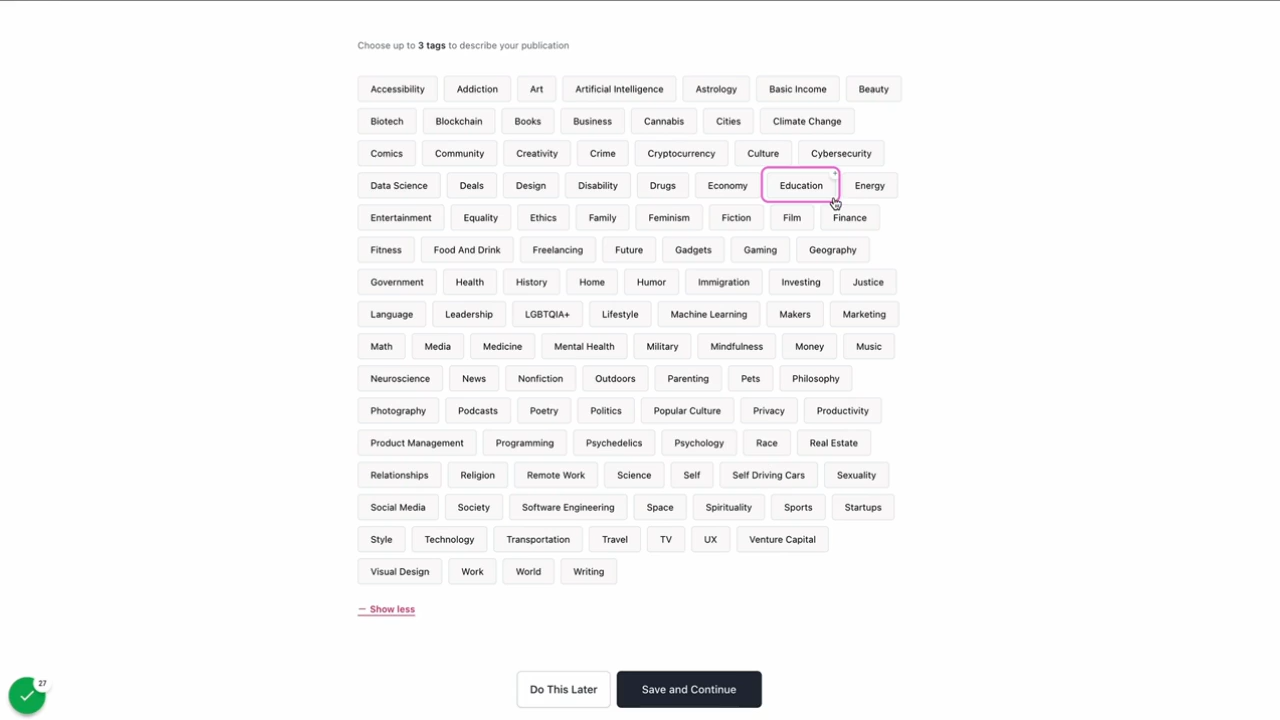 Choose up to 3 tags to describe your publication
Accessibility Addiction Art Artificial Intelligence Astrology Basic Income Beauty
Biotech Blockchain Books Business Cannabis Cities Climate Change
Comics Community Creativity Crime Cryptocurrency Culture Cybersecurity
Data Science Deals Design Disability Drugs Economy Education + Energy
Entertainment Equality Ethics Family Feminism Fiction Film Finance
Fitness Food And Drink Freelancing Future Gadgets Gaming Geography
Government Health History Home Humor Immigration Investing Justice
Language Leadership LGBTQIA+ Lifestyle Machine Learning Makers Marketing
Math Media Medicine Mental Health Military Mindfulness Money Music
Neuroscience News Nonfiction Outdoors Parenting Pets Philosophy
Photography Podcasts Poetry Politics Popular Culture Privacy Productivity
Product Management Programming Psychedelics Psychology Race Real Estate
Relationships Religion Remote Work Science Self Self Driving Cars Sexuality
Social Media Society Software Engineering Space Spirituality Sports Startups
Style Technology Transportation Travel TV UX Venture Capital
Visual Design Work World Writing
— Show less
Do This Later Save and Continue
27